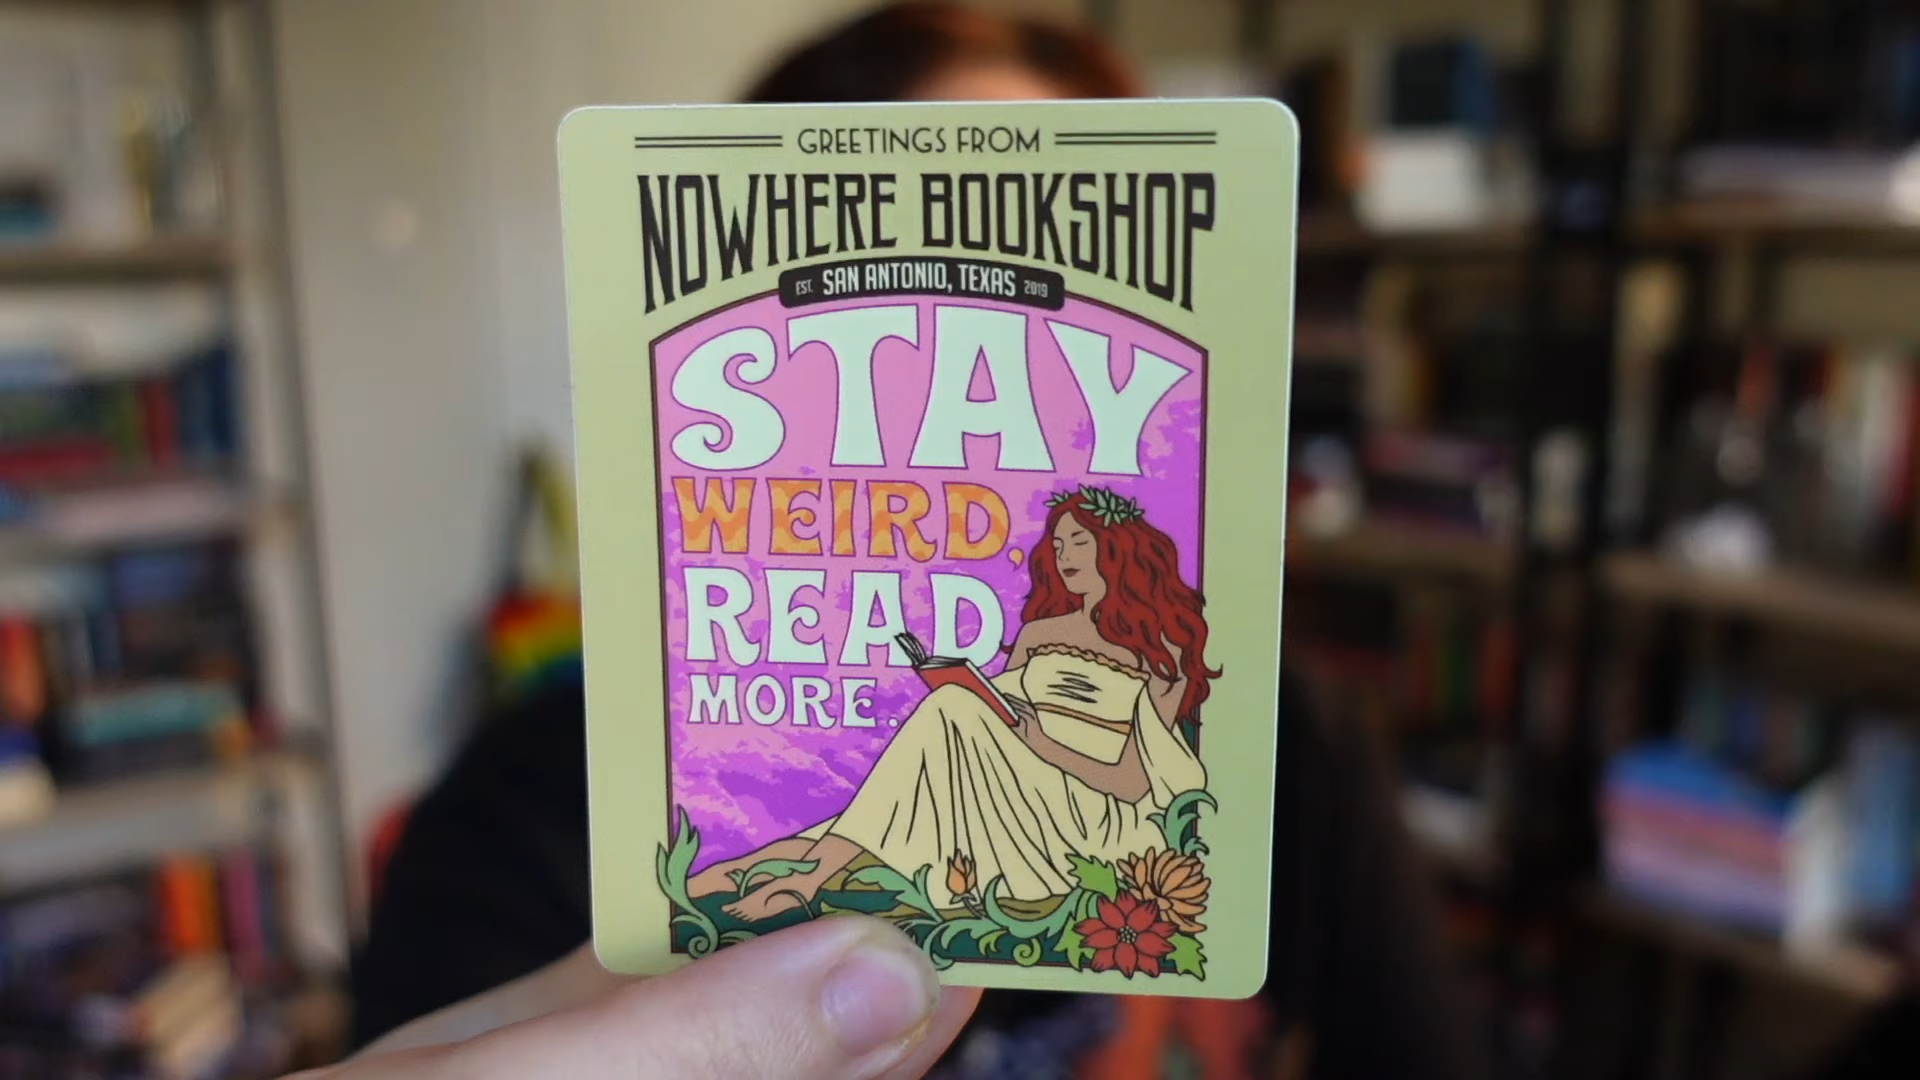 GREETINGS FROM
NOWHERE BOOKSHOP
EST. SAN ANTONIO, TEXAS 2019
STAY
WEIRD,
READ
MORE.